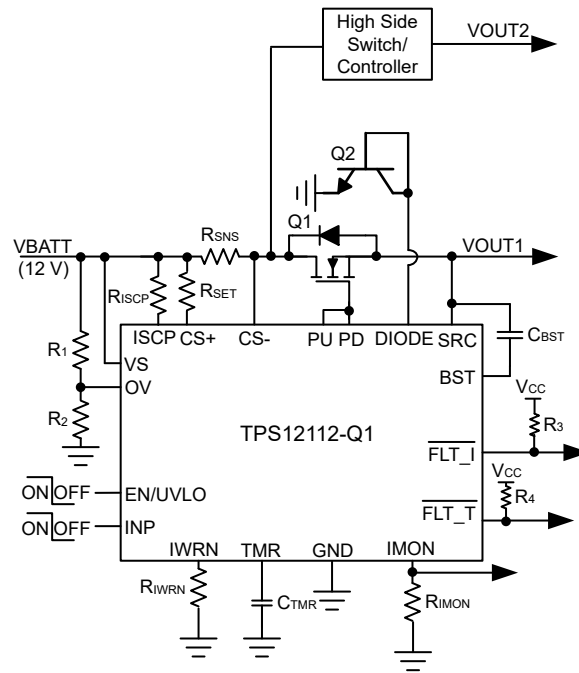 High Side
Switch/
Controller
VOUT2
Q2
Q1
VBATT
(12 V)
RSNS
VOUT1
RISCP
RSET
CBST
ISCP
CS+
CS-
PU
PD
DIODE
SRC
R1
VS
BST
OV
R2
TPS12112-Q1
VCC
R3
FLT_I
VCC
R4
ON OFF
EN/UVLO
FLT_T
ON OFF
INP
IWRN
TMR
GND
IMON
RIWRN
CTMR
RIMON